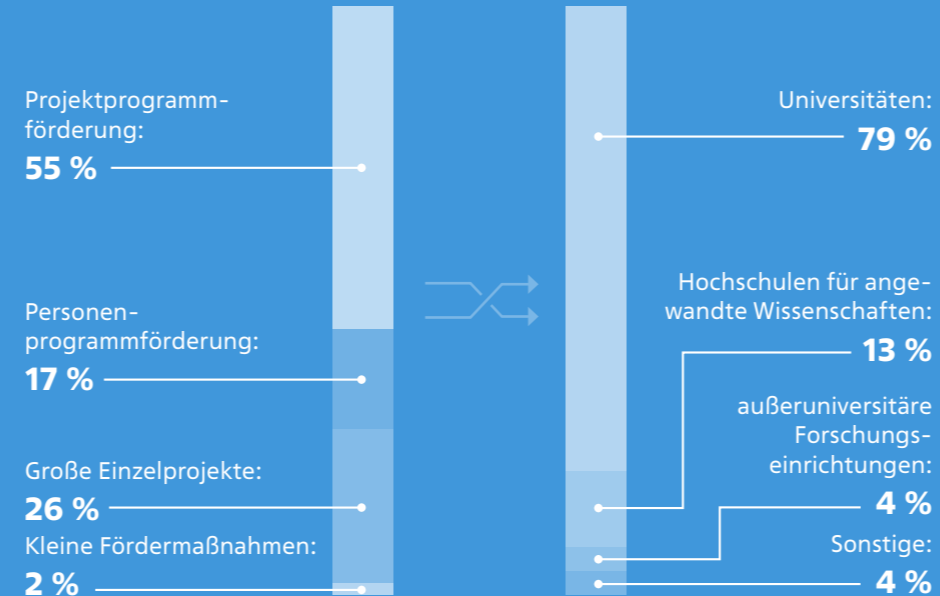 Projektprogramm-
förderung:
55 %
Personen-
programmförderung:
17 %
Große Einzelprojekte:
26 %
Kleine Fördermaßnahmen:
2 %
Universitäten:
79 %
Hochschulen für ange-
wandte Wissenschaften:
13 %
außeruniversitäre
Forschungs-
einrichtungen:
4 %
Sonstige:
4 %